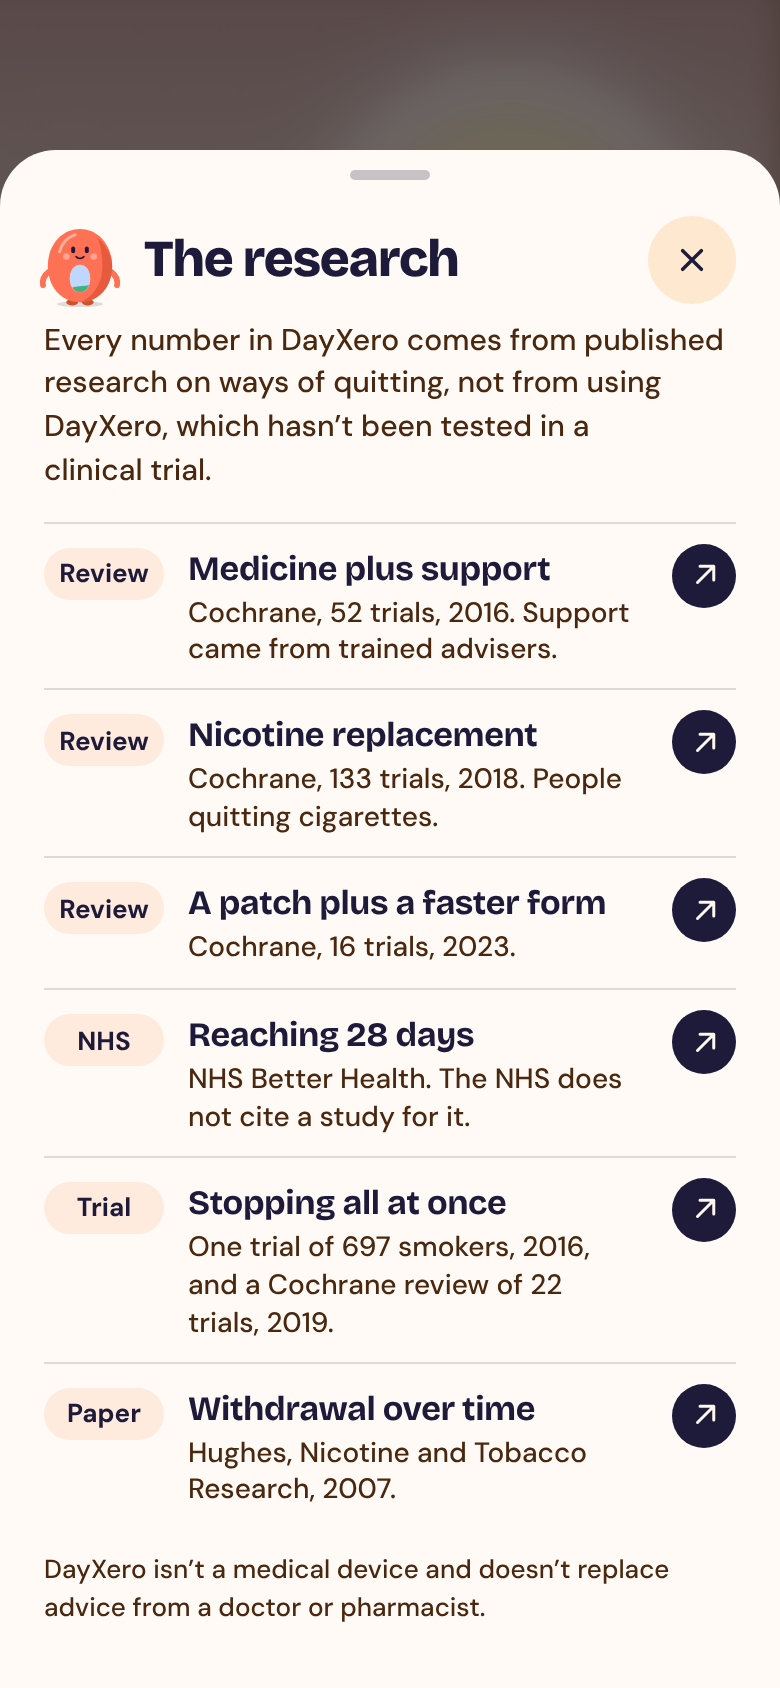 The research
Every number in DayXero comes from published
research on ways of quitting, not from using
DayXero, which hasn’t been tested in a
clinical trial.
Review
Medicine plus support
Cochrane, 52 trials, 2016. Support
came from trained advisers.
Review
Nicotine replacement
Cochrane, 133 trials, 2018. People
quitting cigarettes.
Review
A patch plus a faster form
Cochrane, 16 trials, 2023.
NHS
Reaching 28 days
NHS Better Health. The NHS does
not cite a study for it.
Trial
Stopping all at once
One trial of 697 smokers, 2016,
and a Cochrane review of 22
trials, 2019.
Paper
Withdrawal over time
Hughes, Nicotine and Tobacco
Research, 2007.
DayXero isn’t a medical device and doesn’t replace
advice from a doctor or pharmacist.